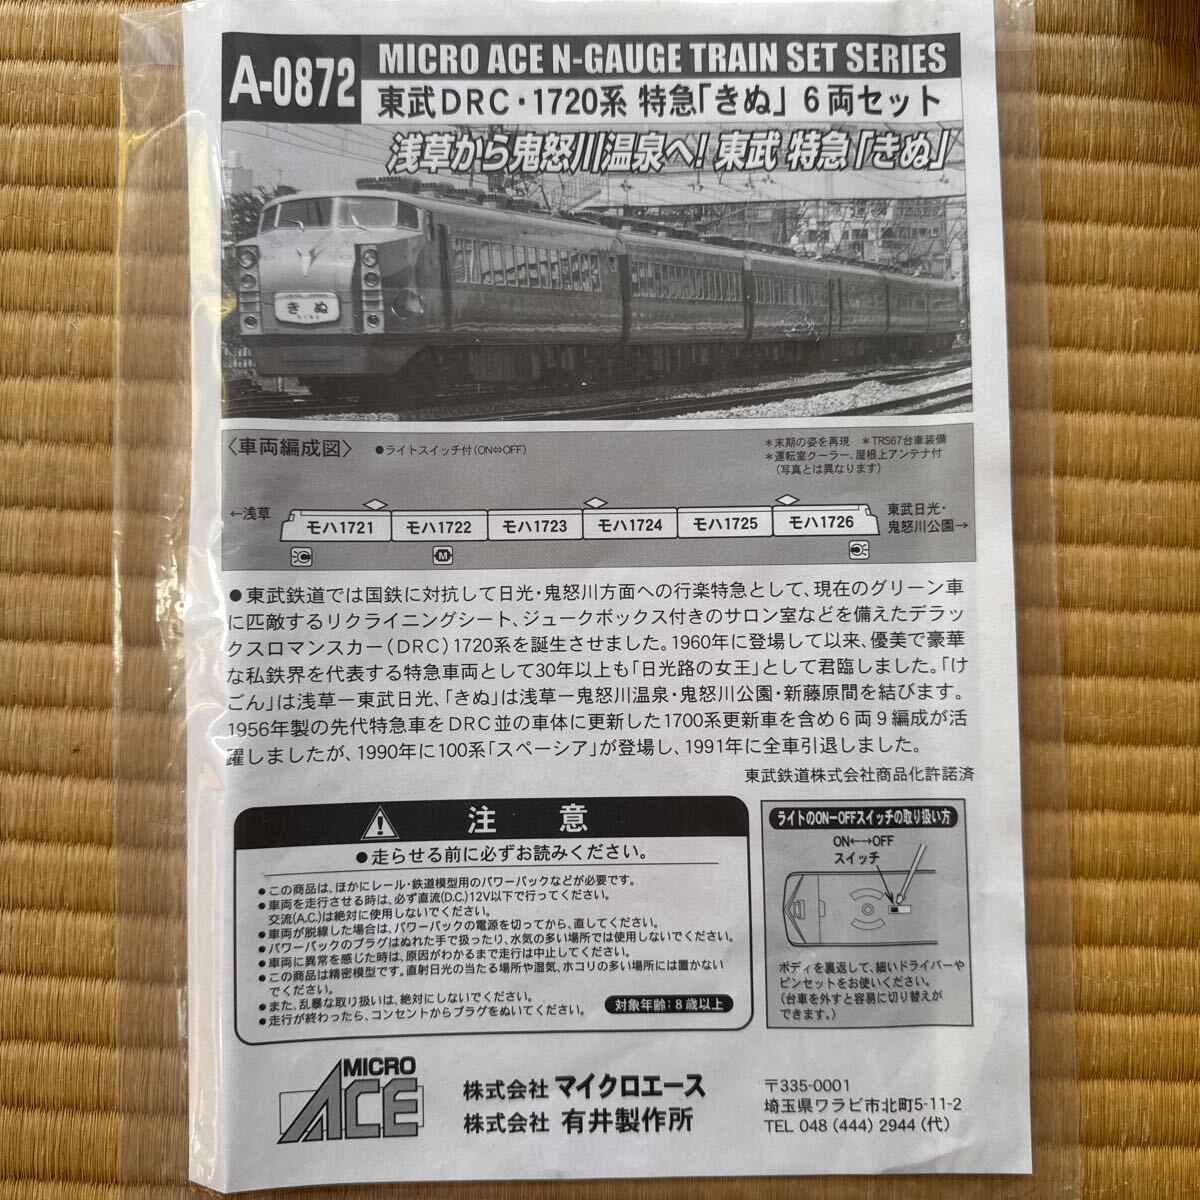 A-0872
MICRO ACE N-GAUGE TRAIN SET SERIES
東武DRC・1720系 特急「きぬ」6両セット
浅草から鬼怒川温泉へ! 東武 特急「きぬ」
きぬ
〈車両編成図〉
●ライトスイッチ付(ON⇔OFF)
＊末期の姿を再現 ＊TRS67台車装備
＊運転室クーラー、屋根上アンテナ付
(写真とは異なります)
←浅草
モハ1721 モハ1722 モハ1723 モハ1724 モハ1725 モハ1726
東武日光・
鬼怒川公園→
M
●東武鉄道では国鉄に対抗して日光・鬼怒川方面への行楽特急として、現在のグリーン車
に匹敵するリクライニングシート、ジュークボックス付きのサロン室などを備えたデラッ
クスロマンスカー(DRC)1720系を誕生させました。1960年に登場して以来、優美で豪華
な私鉄界を代表する特急車両として30年以上も「日光路の女王」として君臨しました。「け
ごん」は浅草ー東武日光、「きぬ」は浅草ー鬼怒川温泉・鬼怒川公園・新藤原間を結びます。
1956年製の先代特急車をDRC並の車体に更新した1700系更新車を含め6両9編成が活
躍しましたが、1990年に100系「スペーシア」が登場し、1991年に全車引退しました。
東武鉄道株式会社商品化許諾済
注 意
●走らせる前に必ずお読みください。
●この商品は、ほかにレール・鉄道模型用のパワーパックなどが必要です。
●車両を走行させる時は、必ず直流(D.C.)12V以下で行ってください。
交流(A.C.)は絶対に使用しないでください。
●車両が脱線した場合は、パワーパックの電源を切ってから、直してください。
●パワーパックのプラグはぬれた手で扱ったり、水気の多い場所では使用しないでください。
●車両に異常を感じた時は、原因がわかるまで走行は中止してください。
●この商品は精密模型です。直射日光の当たる場所や湿気、ホコリの多い場所には置かない
でください。
●また、乱暴な取り扱いは、絶対にしないでください。
●走行が終わったら、コンセントからプラグをぬいてください。
対象年齢：8歳以上
ライトのONーOFFスイッチの取り扱い方
ON←→OFF
スイッチ
ボディを裏返して、細いドライバーや
ピンセットをお使いください。
(台車を外すと容易に切り替えが
できます。)
MICRO
ACE
株式会社 マイクロエース
株式会社 有井製作所
〒335-0001
埼玉県ワラビ市北町5-11-2
TEL 048 (444) 2944 (代)